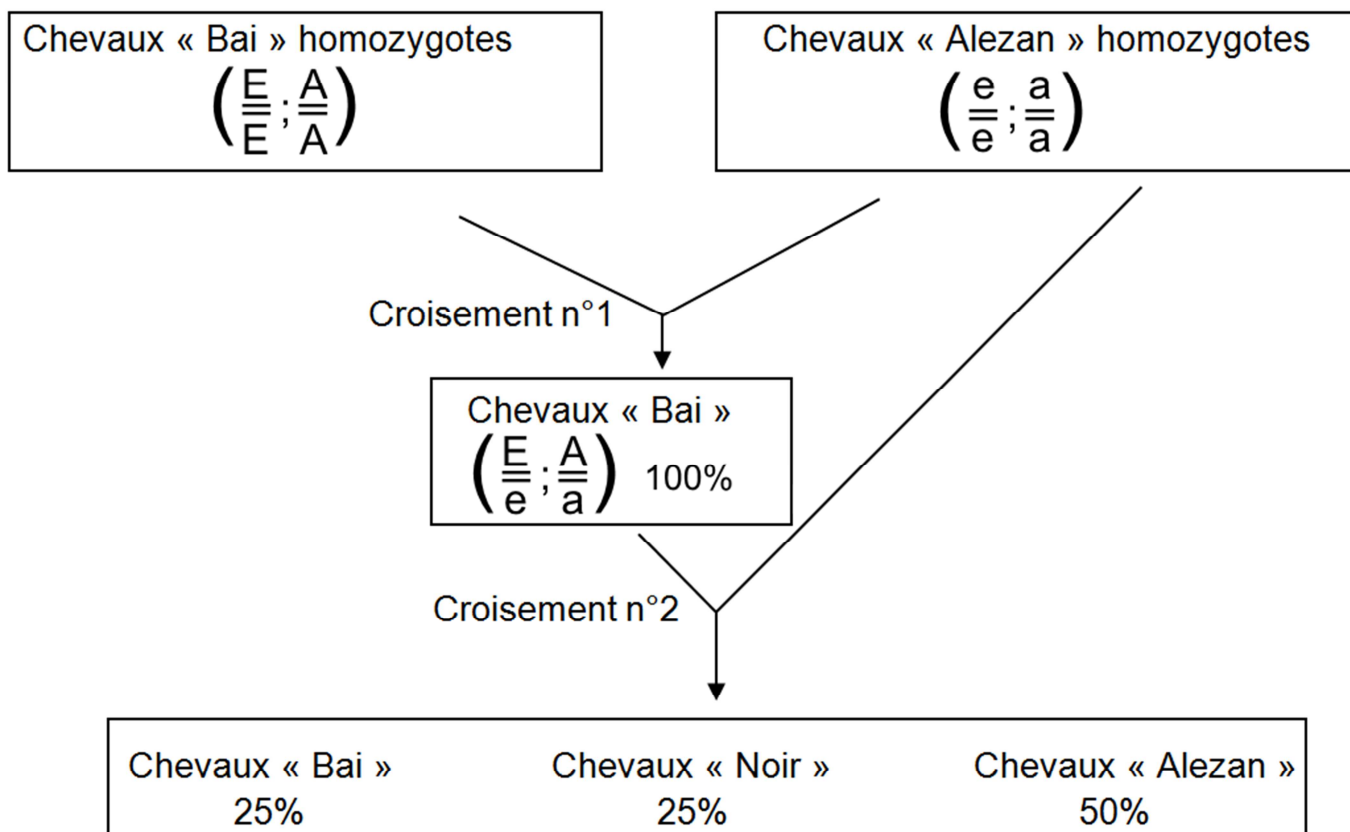 Chevaux « Bai » homozygotes
(E/E ; A/A)
Chevaux « Alezan » homozygotes
(e/e ; a/a)
Croisement n°1
Chevaux « Bai »
(E/e ; A/a) 100%
Croisement n°2
Chevaux « Bai » Chevaux « Noir » Chevaux « Alezan »
25% 25% 50%